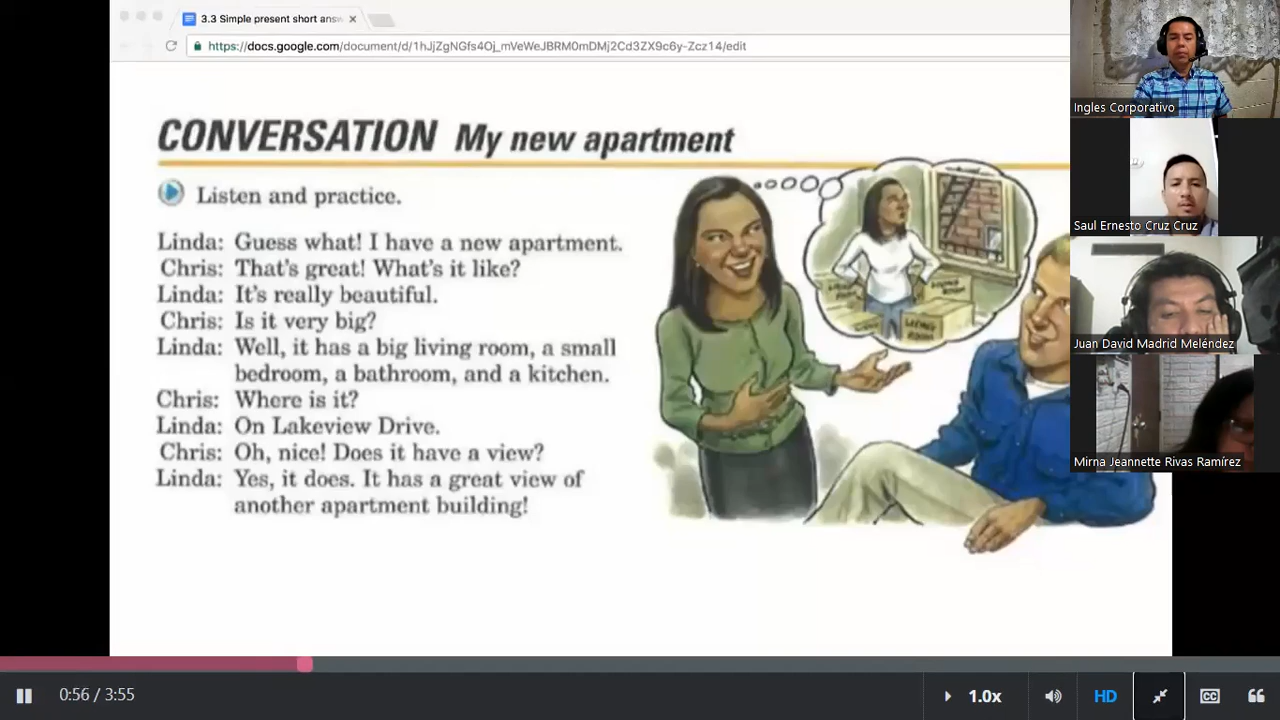 3.3 Simple present short answ
https://docs.google.com/document/d/1hJjZgNGfs4Oj_mVeWeJBRM0mDMj2Cd3ZX9c6y-Zcz14/edit
CONVERSATION My new apartment
Listen and practice.
Linda: Guess what! I have a new apartment.
Chris: That's great! What's it like?
Linda: It's really beautiful.
Chris: Is it very big?
Linda: Well, it has a big living room, a small
bedroom, a bathroom, and a kitchen.
Chris: Where is it?
Linda: On Lakeview Drive.
Chris: Oh, nice! Does it have a view?
Linda: Yes, it does. It has a great view of
another apartment building!
LIVING
ROOM
Ingles Corporativo
Saul Ernesto Cruz Cruz
Juan David Madrid Meléndez
Mirna Jeannette Rivas Ramírez
0:56 / 3:55
1.0x
HD
CC